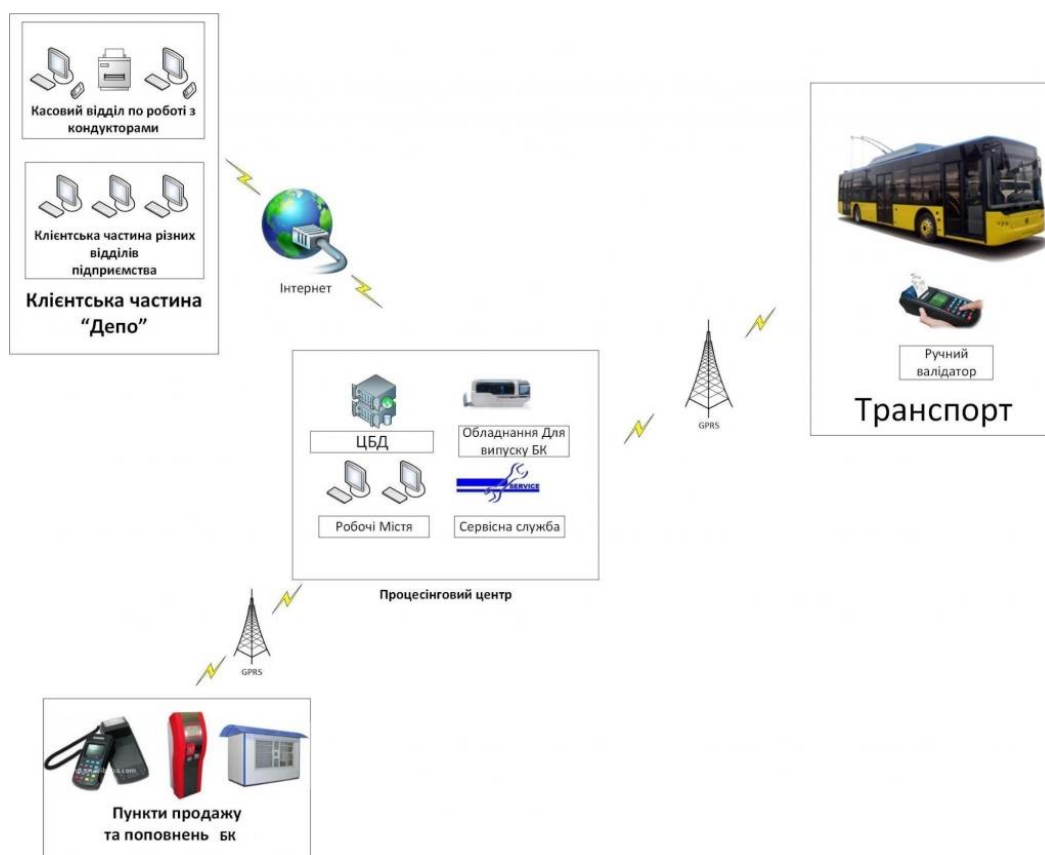 Касовий відділ по роботі з
кондукторами
Клієнтська частина різних
відділів
підприємства
Клієнтська частина
“Депо”
Інтернет
Ручний
валідатор
Транспорт
GPRS
ЦБД
Обладнання Для
випуску БК
Робочі Містя
SERVICE
Сервісна служба
Процесінговий центр
GPRS
Пункти продажу
та поповнень БК